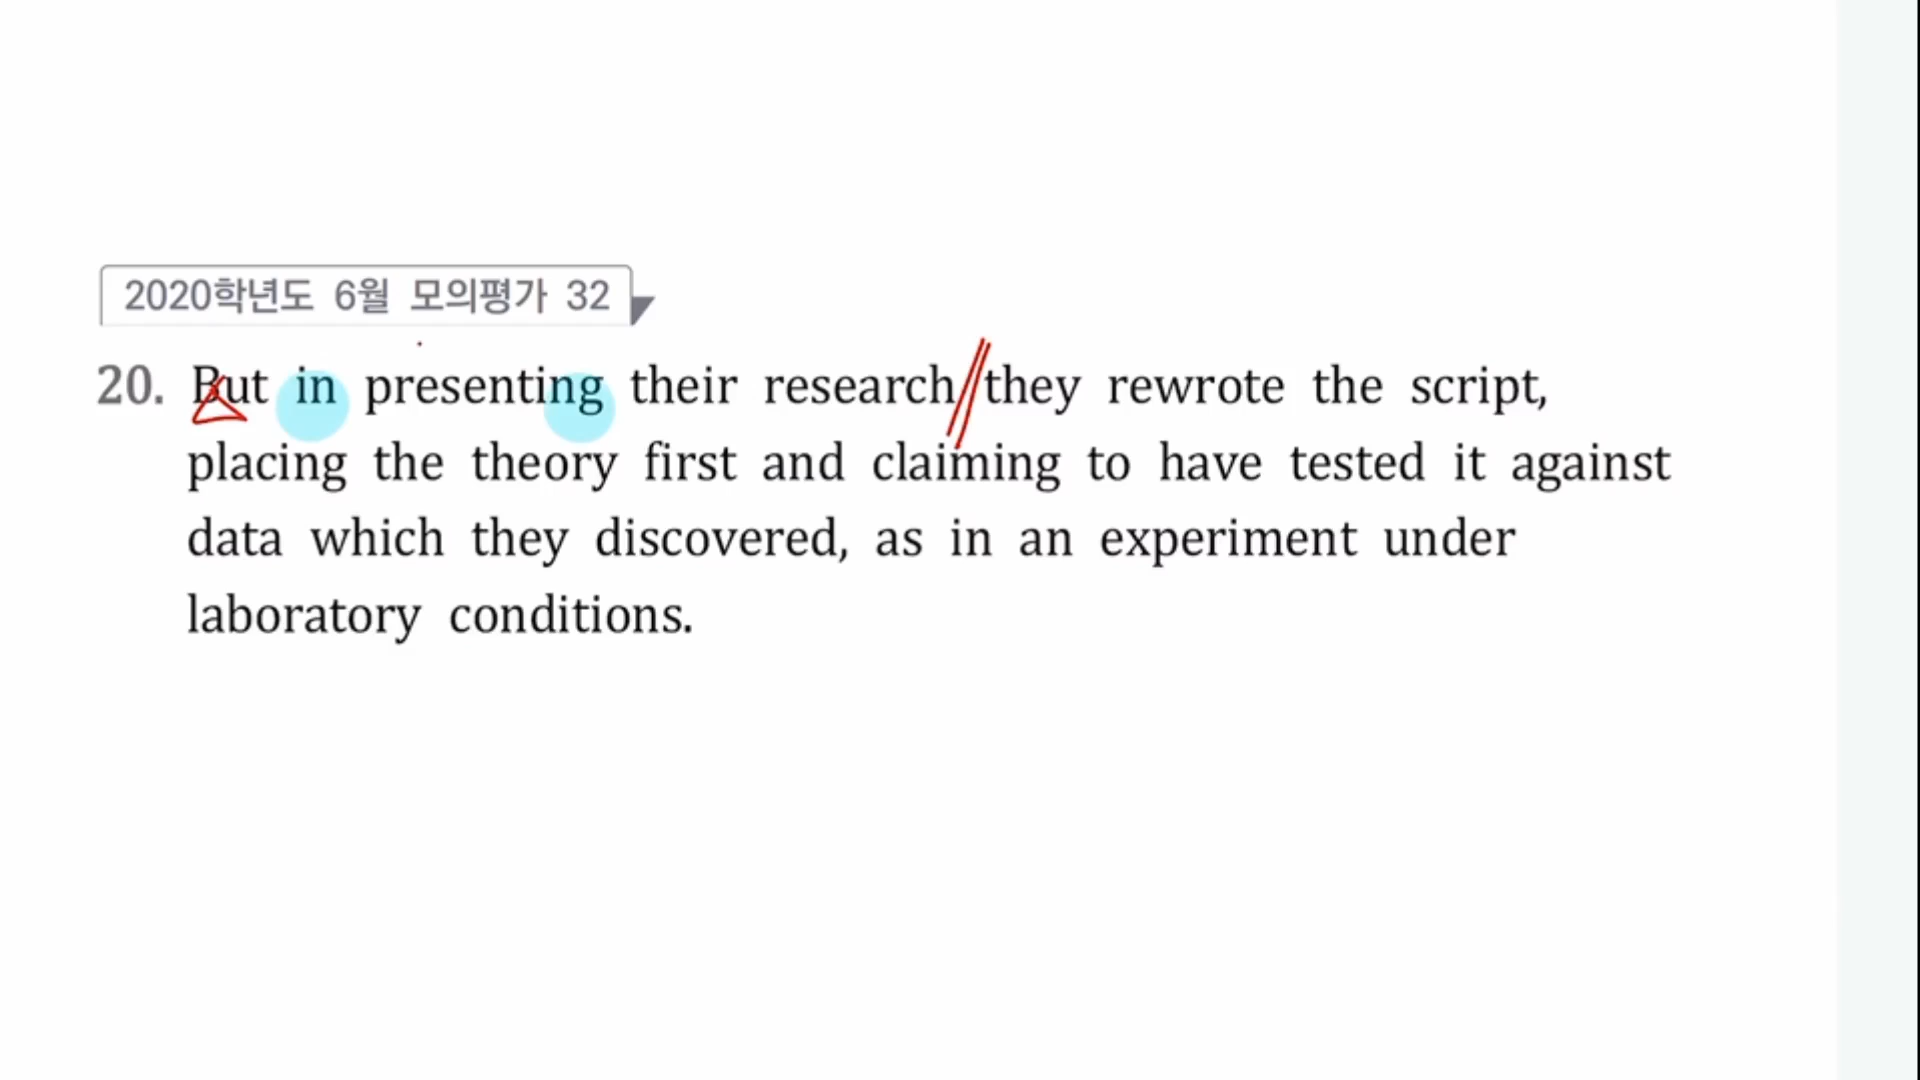 2020학년도 6월 모의평가 32
20. But in presenting their research they rewrote the script,
placing the theory first and claiming to have tested it against
data which they discovered, as in an experiment under
laboratory conditions.